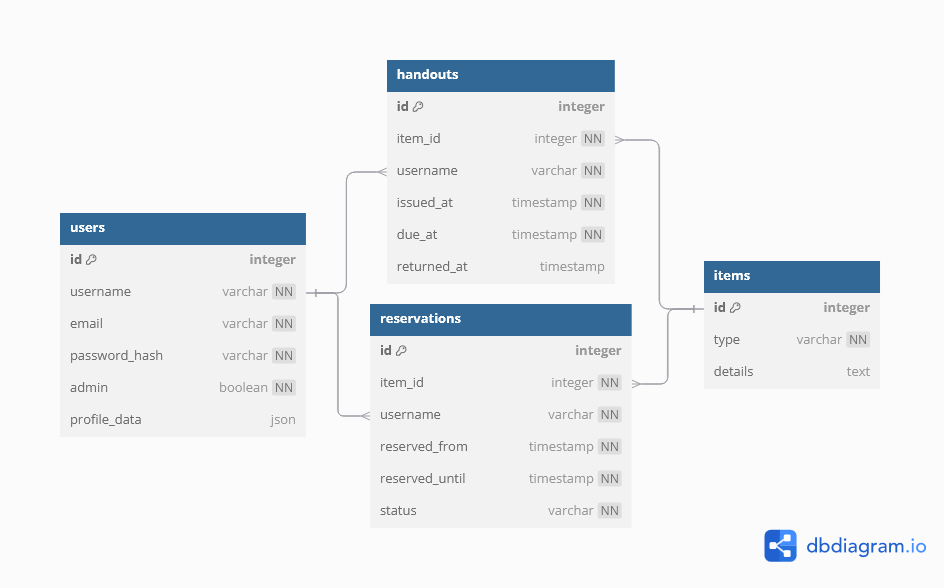 handouts
id integer
item_id integer NN
username varchar NN
issued_at timestamp NN
due_at timestamp NN
returned_at timestamp
users
id integer
username varchar NN
email varchar NN
password_hash varchar NN
admin boolean NN
profile_data json
reservations
id integer
item_id integer NN
username varchar NN
reserved_from timestamp NN
reserved_until timestamp NN
status varchar NN
items
id integer
type varchar NN
details text
dbdiagram.io